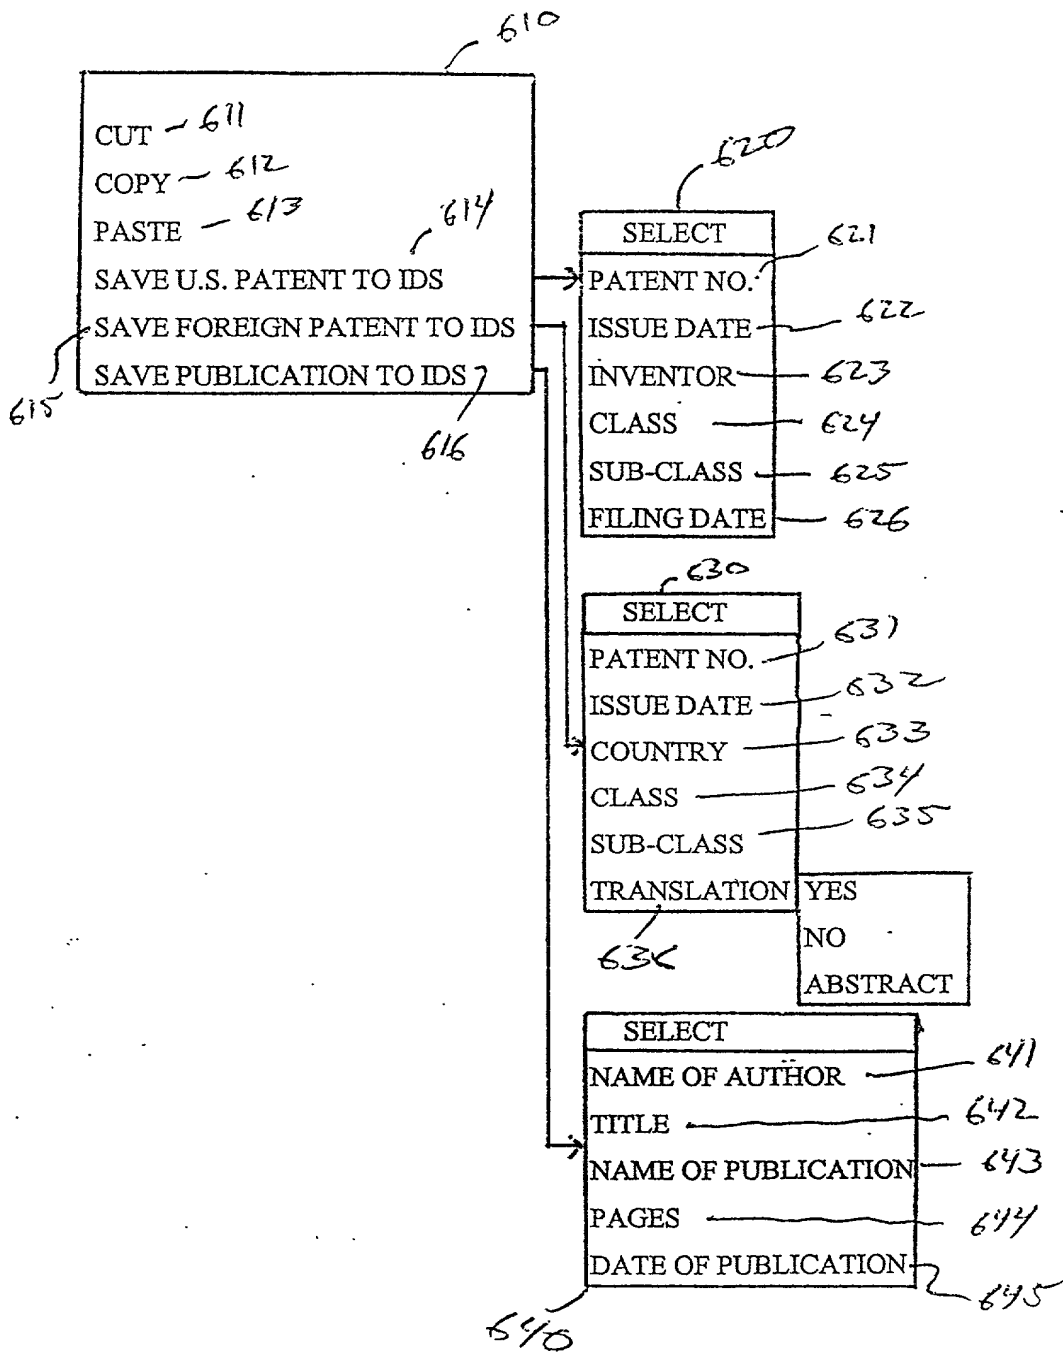 610
CUT 611
COPY 612
PASTE 613
614
SAVE U.S. PATENT TO IDS
SAVE FOREIGN PATENT TO IDS
615
SAVE PUBLICATION TO IDS
616
620
SELECT
PATENT NO. 621
ISSUE DATE 622
INVENTOR 623
CLASS 624
SUB-CLASS 625
FILING DATE 626
630
SELECT
PATENT NO. 631
ISSUE DATE 632
COUNTRY 633
CLASS 634
SUB-CLASS 635
TRANSLATION YES
NO
ABSTRACT
SELECT
NAME OF AUTHOR 641
TITLE 642
NAME OF PUBLICATION 643
PAGES 644
DATE OF PUBLICATION 645
640